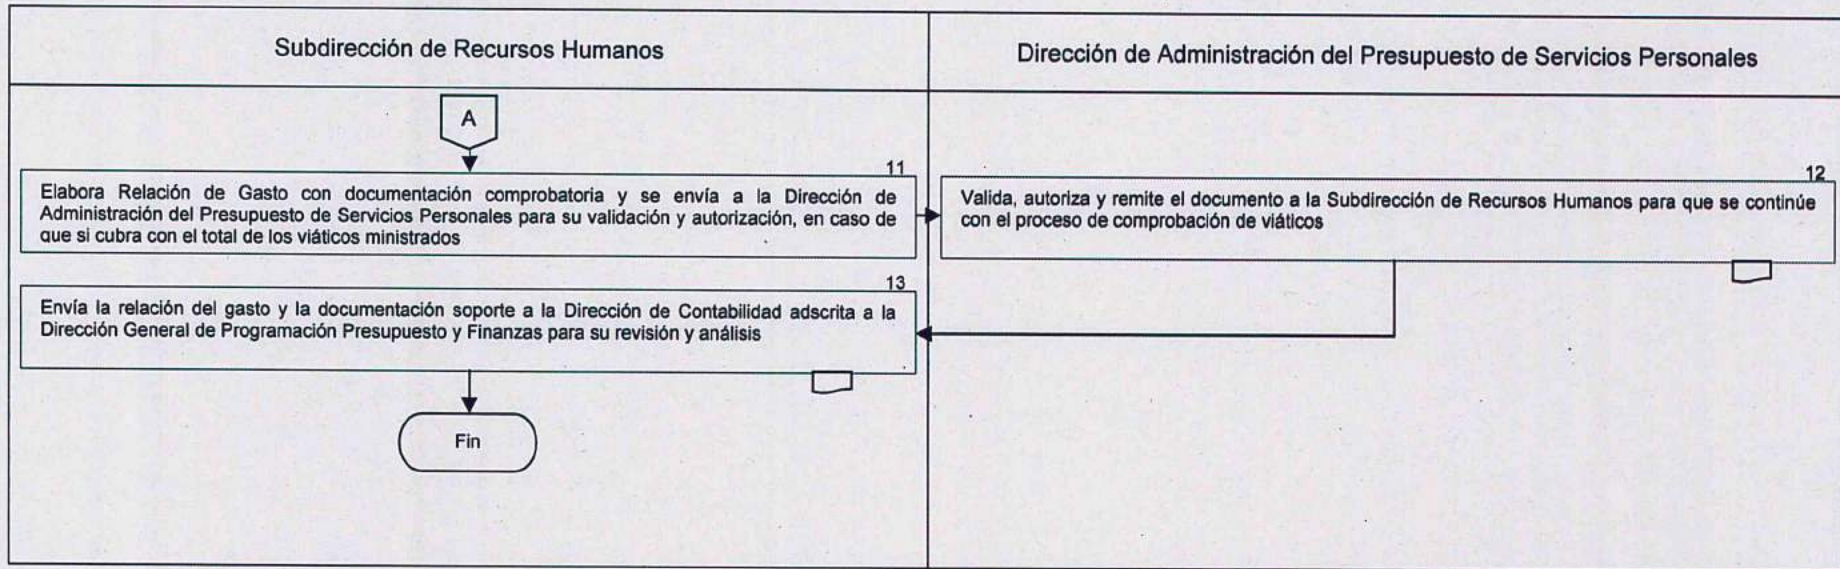 Subdirección de Recursos Humanos
Dirección de Administración del Presupuesto de Servicios Personales
A
11
Elabora Relación de Gasto con documentación comprobatoria y se envía a la Dirección de
Administración del Presupuesto de Servicios Personales para su validación y autorización, en caso de
que si cubra con el total de los viáticos ministrados
12
Valida, autoriza y remite el documento a la Subdirección de Recursos Humanos para que se continúe
con el proceso de comprobación de viáticos
13
Envía la relación del gasto y la documentación soporte a la Dirección de Contabilidad adscrita a la
Dirección General de Programación Presupuesto y Finanzas para su revisión y análisis
Fin